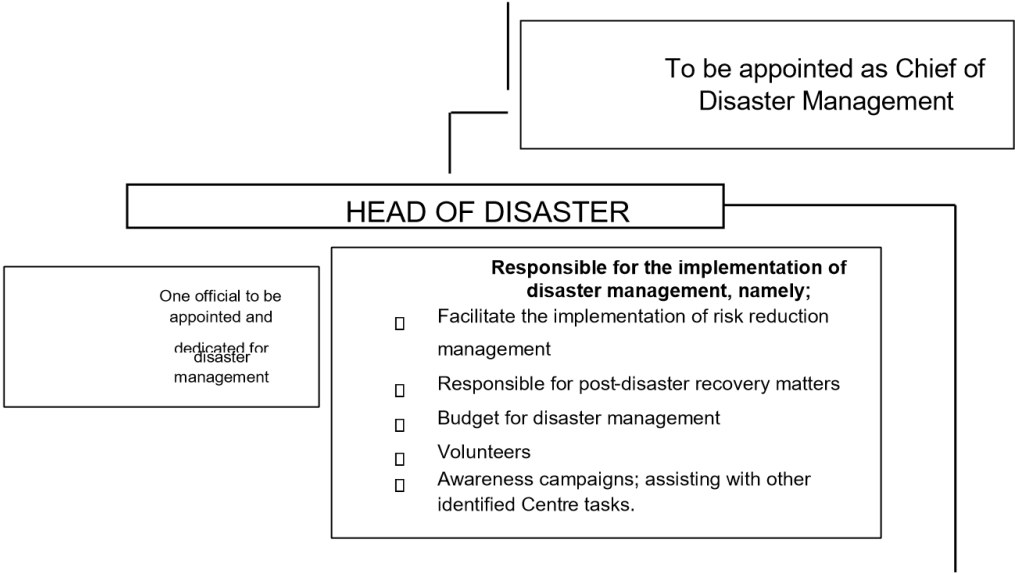 To be appointed as Chief of
Disaster Management
HEAD OF DISASTER
One official to be
appointed and
dedicated for
disaster
management
Responsible for the implementation of
disaster management, namely;
Facilitate the implementation of risk reduction
management
Responsible for post-disaster recovery matters
Budget for disaster management
Volunteers
Awareness campaigns; assisting with other
identified Centre tasks.